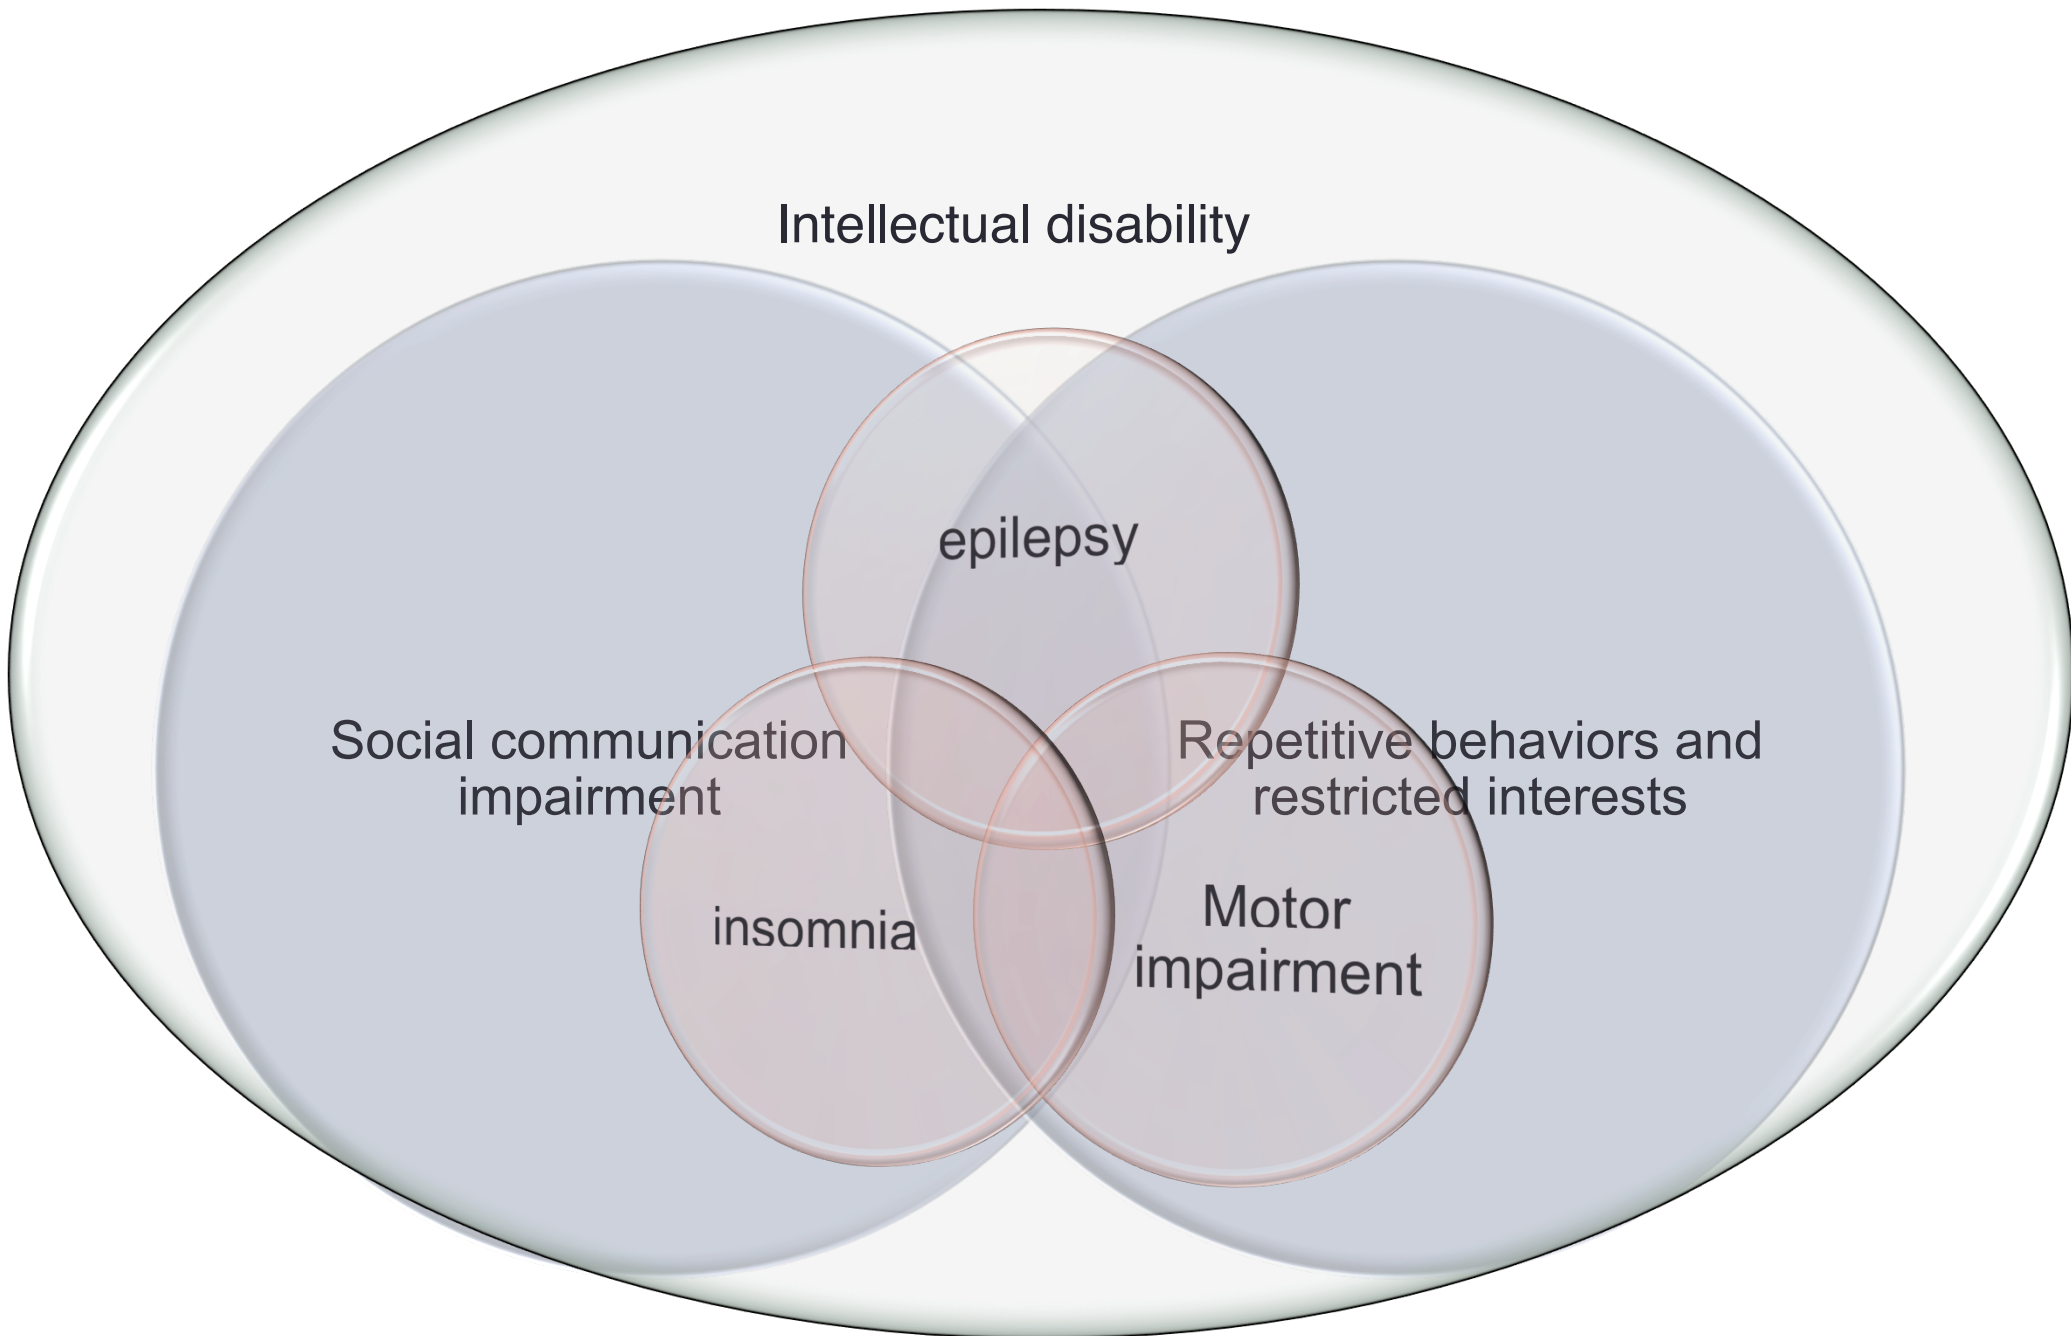 Intellectual disability
epilepsy
Social communication
impairment
Repetitive behaviors and
restricted interests
insomnia
Motor
impairment